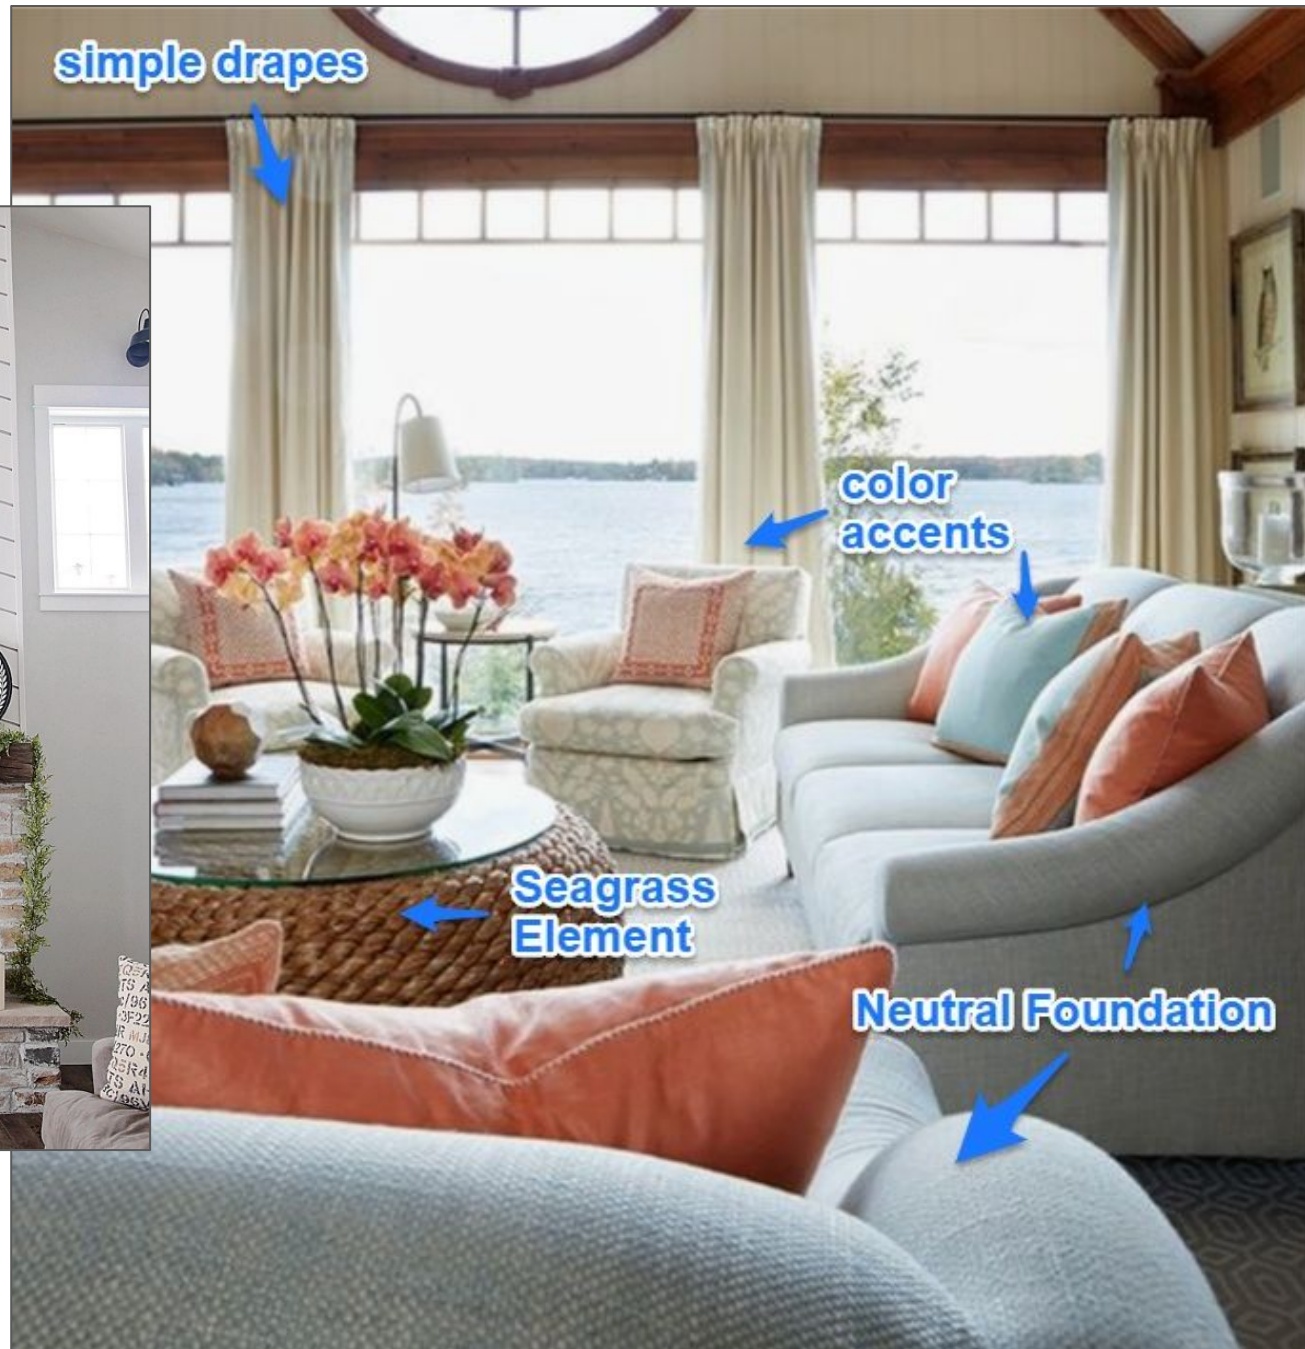 simple drapes
color
accents
Seagrass
Element
Neutral Foundation